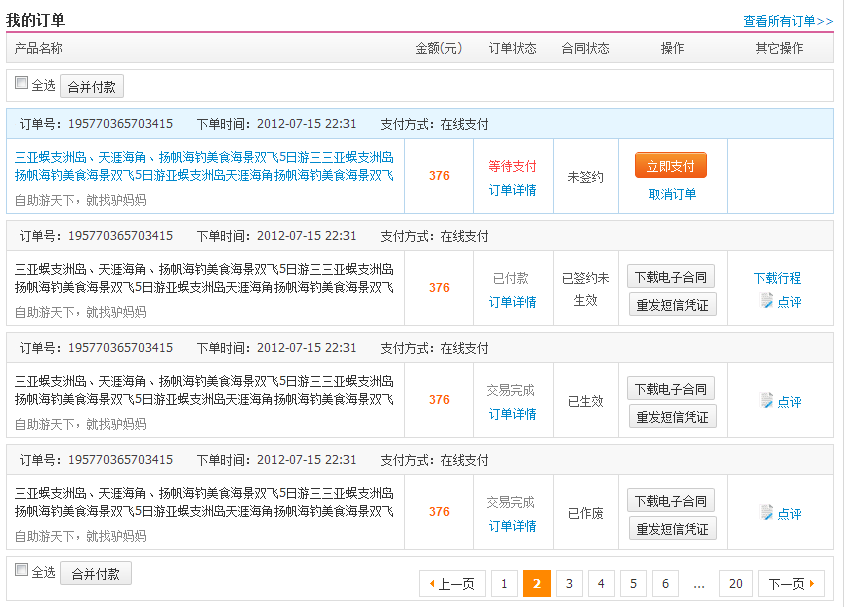 我的订单 查看所有订单>>
产品名称 金额(元) 订单状态 合同状态 操作 其它操作
全选 合并付款
订单号：195770365703415 下单时间：2012-07-15 22:31 支付方式：在线支付
三亚蜈支洲岛、天涯海角、扬帆海钓美食海景双飞5日游三三亚蜈支洲岛
扬帆海钓美食海景双飞5日游亚蜈支洲岛天涯海角扬帆海钓美食海景双飞
自助游天下，就找驴妈妈
376
等待支付
订单详情
未签约
立即支付
取消订单
订单号：195770365703415 下单时间：2012-07-15 22:31 支付方式：在线支付
三亚蜈支洲岛、天涯海角、扬帆海钓美食海景双飞5日游三三亚蜈支洲岛
扬帆海钓美食海景双飞5日游亚蜈支洲岛天涯海角扬帆海钓美食海景双飞
自助游天下，就找驴妈妈
376
已付款
订单详情
已签约未
生效
下载电子合同
重发短信凭证
下载行程
点评
订单号：195770365703415 下单时间：2012-07-15 22:31 支付方式：在线支付
三亚蜈支洲岛、天涯海角、扬帆海钓美食海景双飞5日游三三亚蜈支洲岛
扬帆海钓美食海景双飞5日游亚蜈支洲岛天涯海角扬帆海钓美食海景双飞
自助游天下，就找驴妈妈
376
交易完成
订单详情
已生效
下载电子合同
重发短信凭证
点评
订单号：195770365703415 下单时间：2012-07-15 22:31 支付方式：在线支付
三亚蜈支洲岛、天涯海角、扬帆海钓美食海景双飞5日游三三亚蜈支洲岛
扬帆海钓美食海景双飞5日游亚蜈支洲岛天涯海角扬帆海钓美食海景双飞
自助游天下，就找驴妈妈
376
交易完成
订单详情
已作废
下载电子合同
重发短信凭证
点评
全选 合并付款
上一页 1 2 3 4 5 6 ... 20 下一页